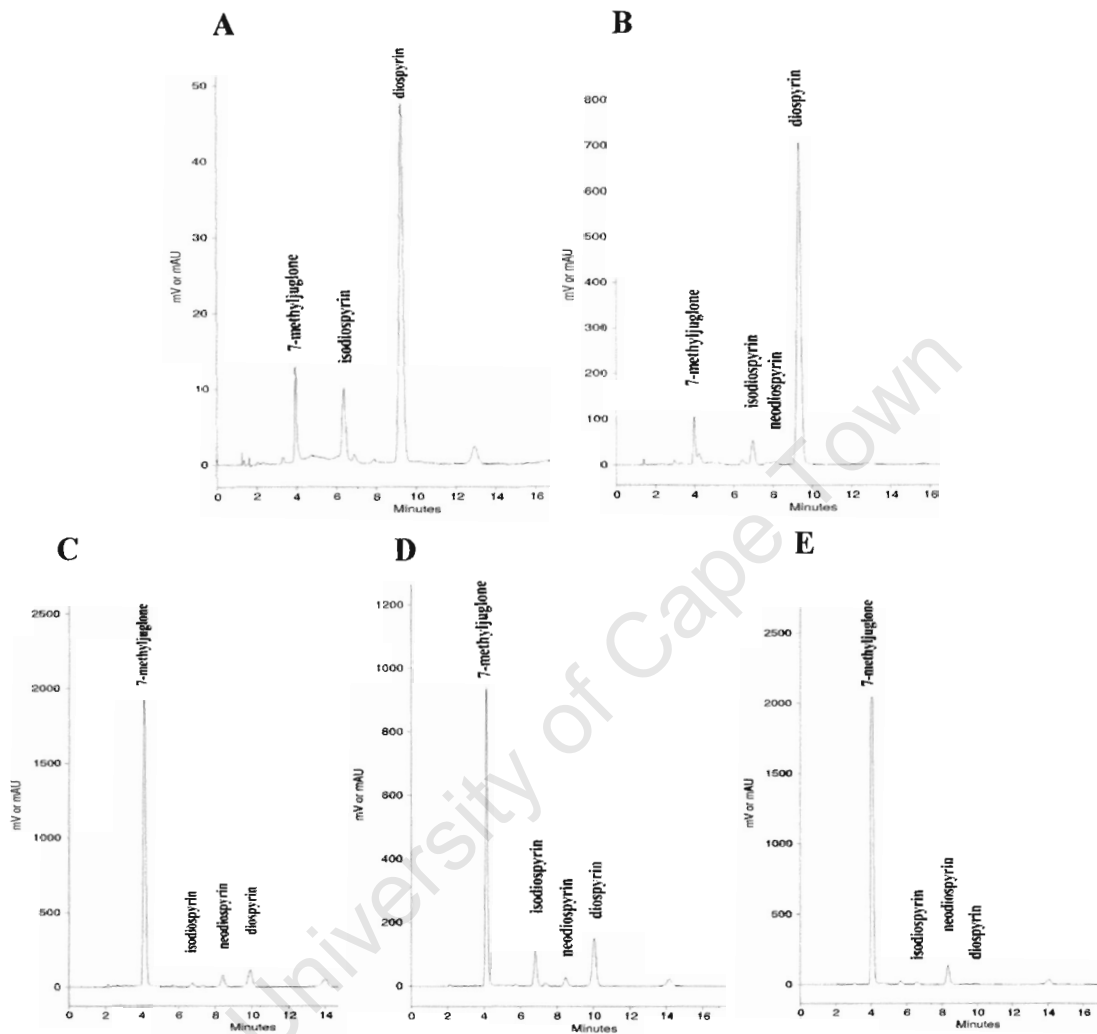 A
diospyrin
7-methyljuglone
isodiospyrin
mV or mAU
50
40
30
20
10
0
0 2 4 6 8 10 12 14 16
Minutes
B
diospyrin
7-methyljuglone
isodiospyrin
neodiospyrin
mV or mAU
800
700
600
500
400
300
200
100
0
0 2 4 6 8 10 12 14 16
Minutes
C
7-methyljuglone
isodiospyrin
neodiospyrin
diospyrin
mV or mAU
2500
2000
1500
1000
500
0
0 2 4 6 8 10 12 14
Minutes
D
7-methyljuglone
isodiospyrin
neodiospyrin
diospyrin
mV or mAU
1200
1000
800
600
400
200
0
0 2 4 6 8 10 12 14 16
Minutes
E
7-methyljuglone
isodiospyrin
neodiospyrin
diospyrin
mV or mAU
2500
2000
1500
1000
500
0
0 2 4 6 8 10 12 14 16
Minutes
University of Cape Town